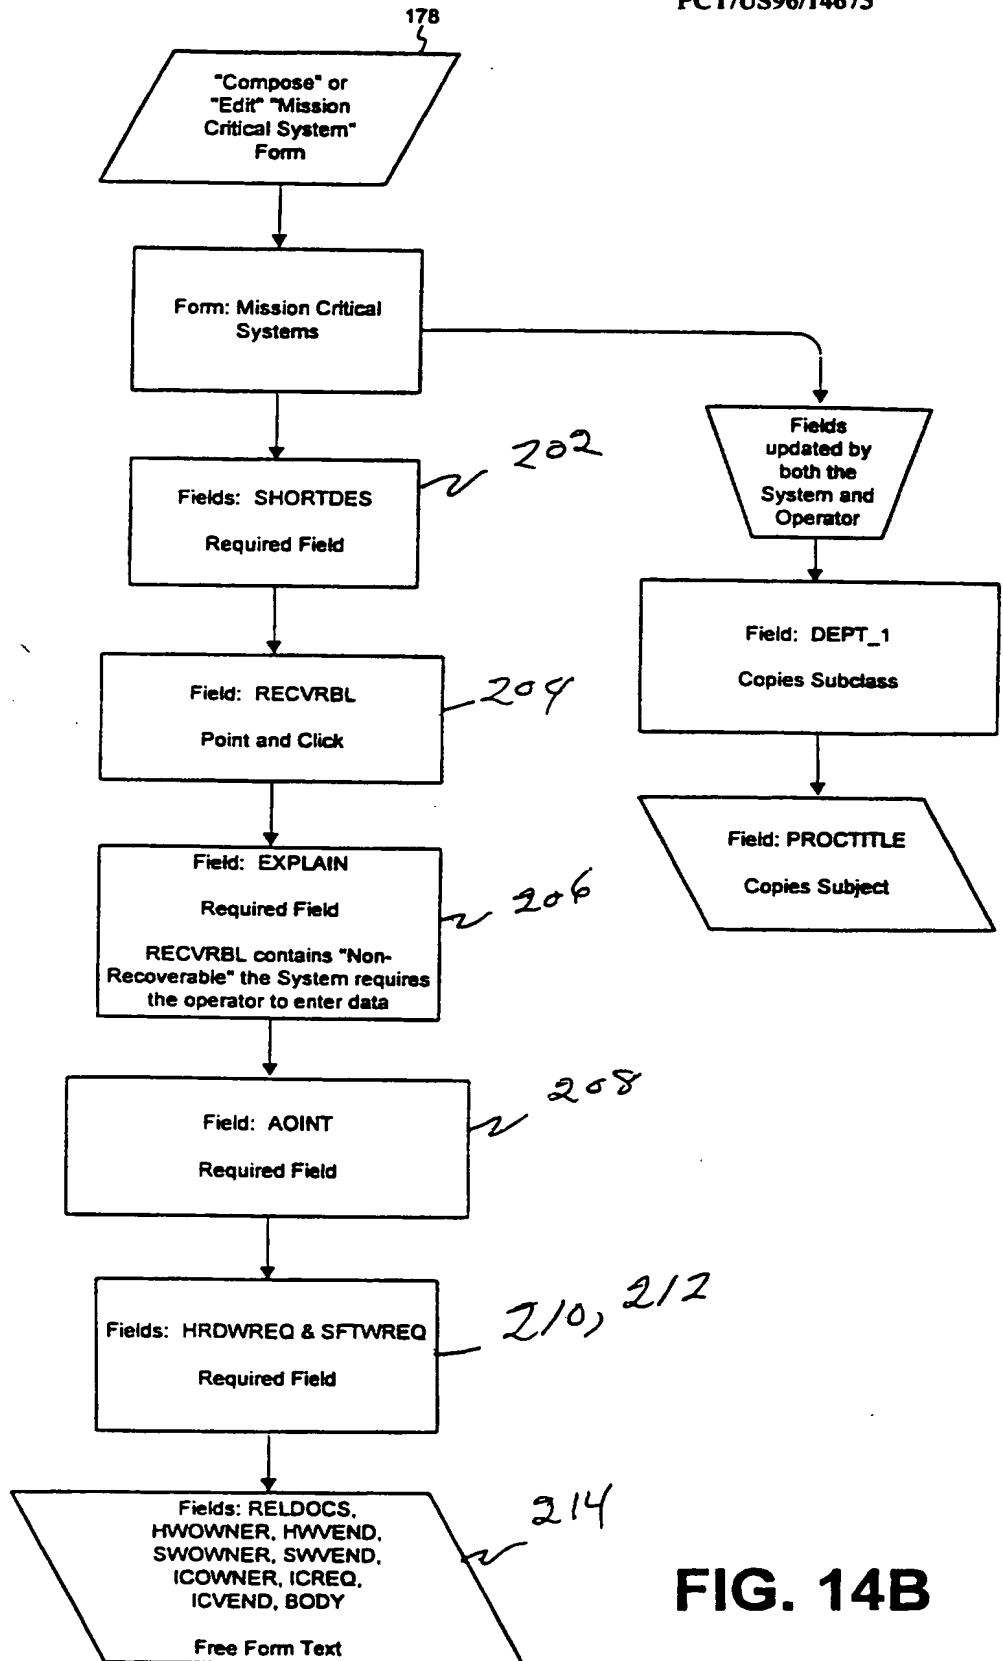 PCT/US96/14673
178
"Compose" or
"Edit" "Mission
Critical System"
Form
Form: Mission Critical
Systems
Fields
updated by
both the
System and
Operator
Fields: SHORTDES
Required Field
202
Field: DEPT_1
Copies Subclass
Field: RECVRBL
Point and Click
204
Field: PROCTITLE
Copies Subject
Field: EXPLAIN
Required Field
RECVRBL contains "Non-
Recoverable" the System requires
the operator to enter data
206
Field: AOINT
Required Field
208
Fields: HRDWREQ & SFTWREQ
Required Field
210, 212
Fields: RELDOCS,
HWOWNER, HWVEND,
SWOWNER, SWVEND,
ICOWNER, ICREQ,
ICVEND, BODY
Free Form Text
214
FIG. 14B